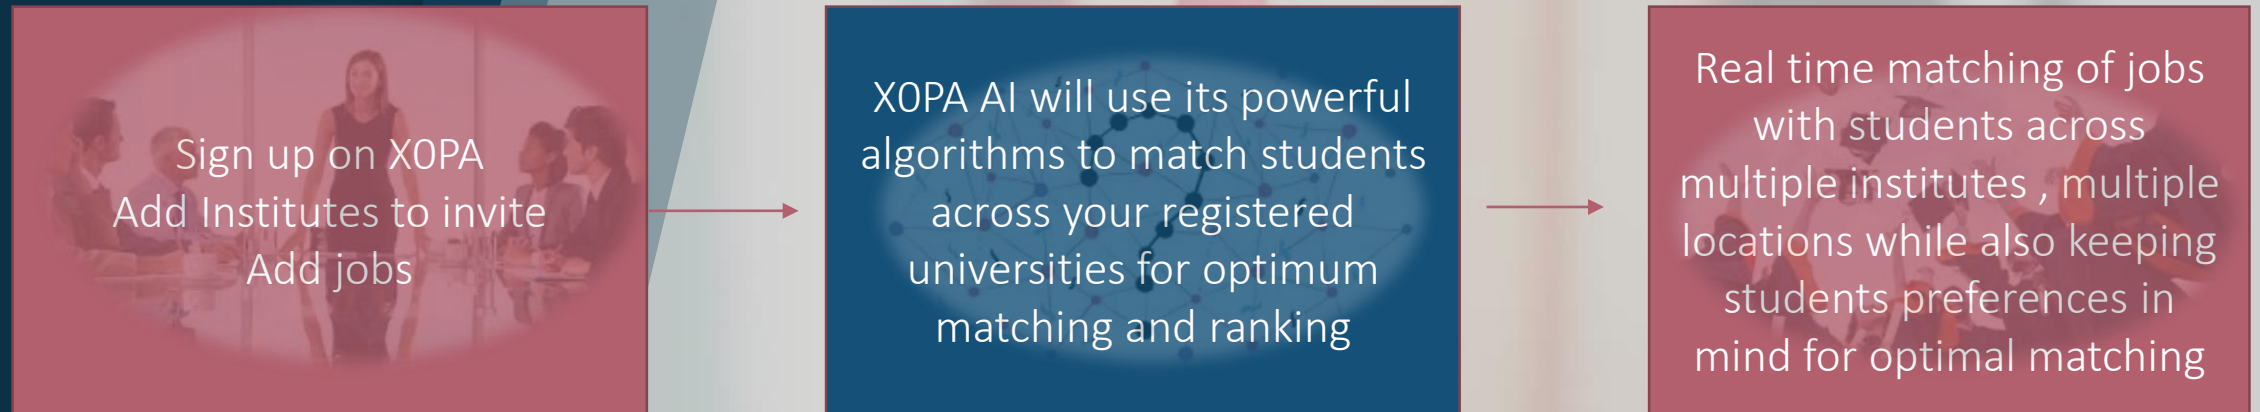 Sign up on X0PA
Add Institutes to invite
Add jobs
X0PA AI will use its powerful
algorithms to match students
across your registered
universities for optimum
matching and ranking
Real time matching of jobs
with students across
multiple institutes , multiple
locations while also keeping
students preferences in
mind for optimal matching